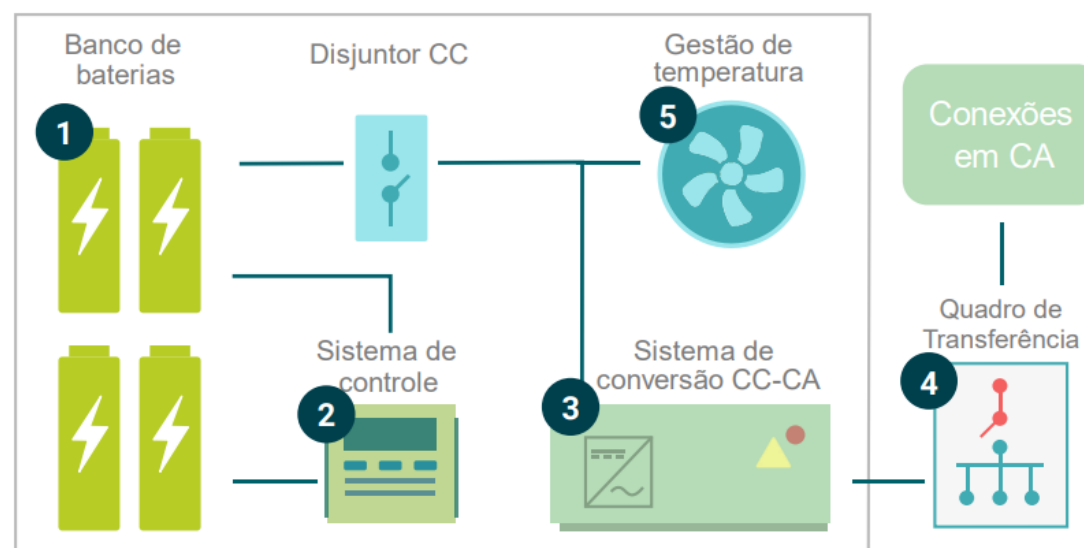 Banco de
baterias
1
Disjuntor CC
Gestão de
temperatura
5
Conexões
em CA
Sistema de
controle
2
Sistema de
conversão CC-CA
3
Quadro de
Transferência
4